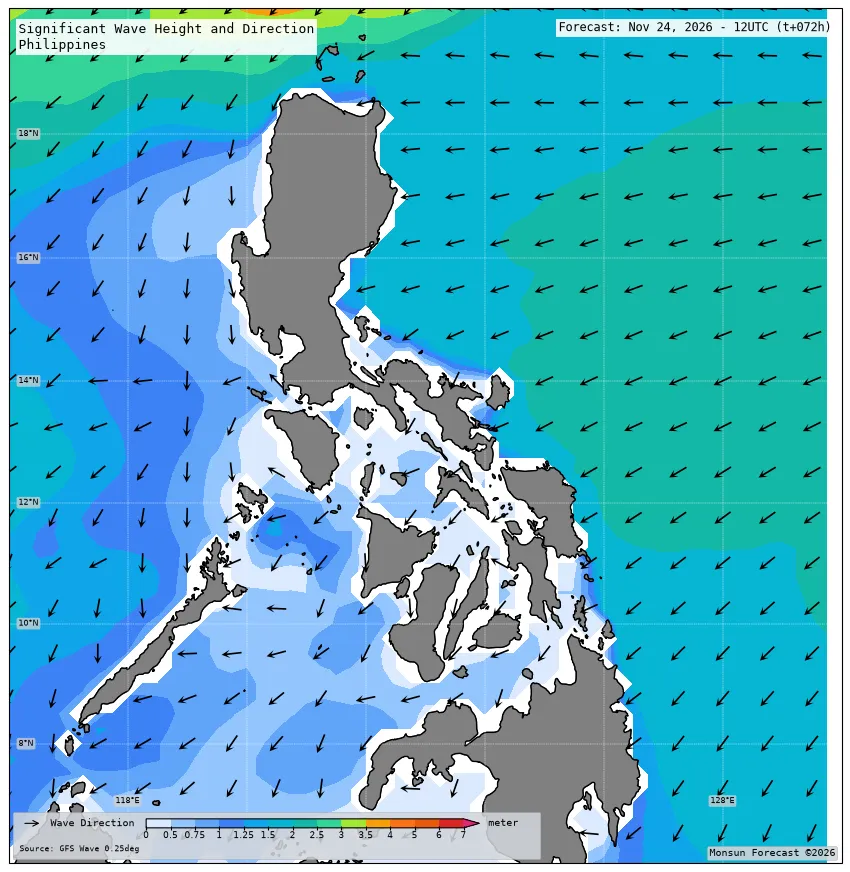 Significant Wave Height and Direction
Philippines
Forecast: Nov 24, 2026 - 12UTC (t+072h)
18°N
16°N
14°N
12°N
10°N
8°N
118°E
128°E
Wave Direction
0 0.5 0.75 1 1.25 1.5 2 2.5 3 3.5 4 5 6 7
meter
Source: GFS Wave 0.25deg
Monsun Forecast ©2026